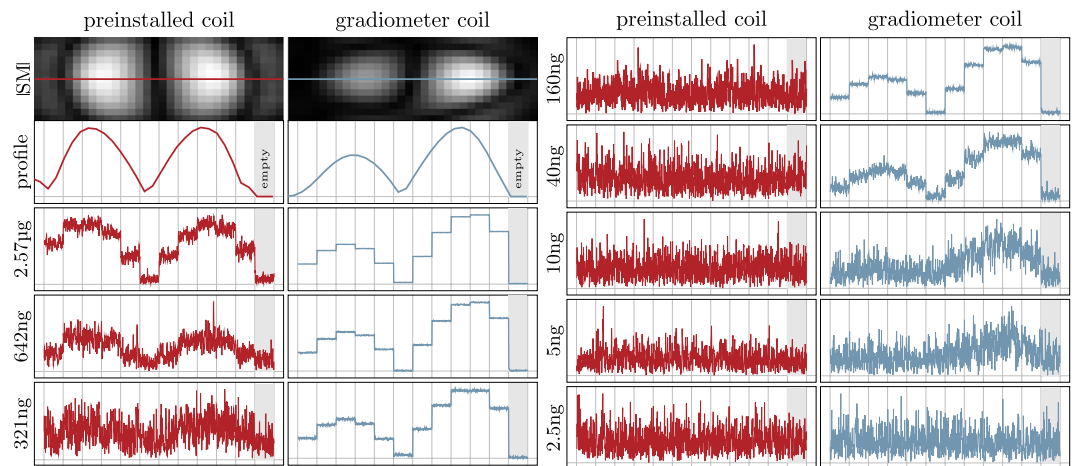 preinstalled coil
gradiometer coil
|SM|
profile
empty
empty
2.57µg
642ng
321ng
preinstalled coil
gradiometer coil
160ng
40ng
10ng
5ng
2.5ng